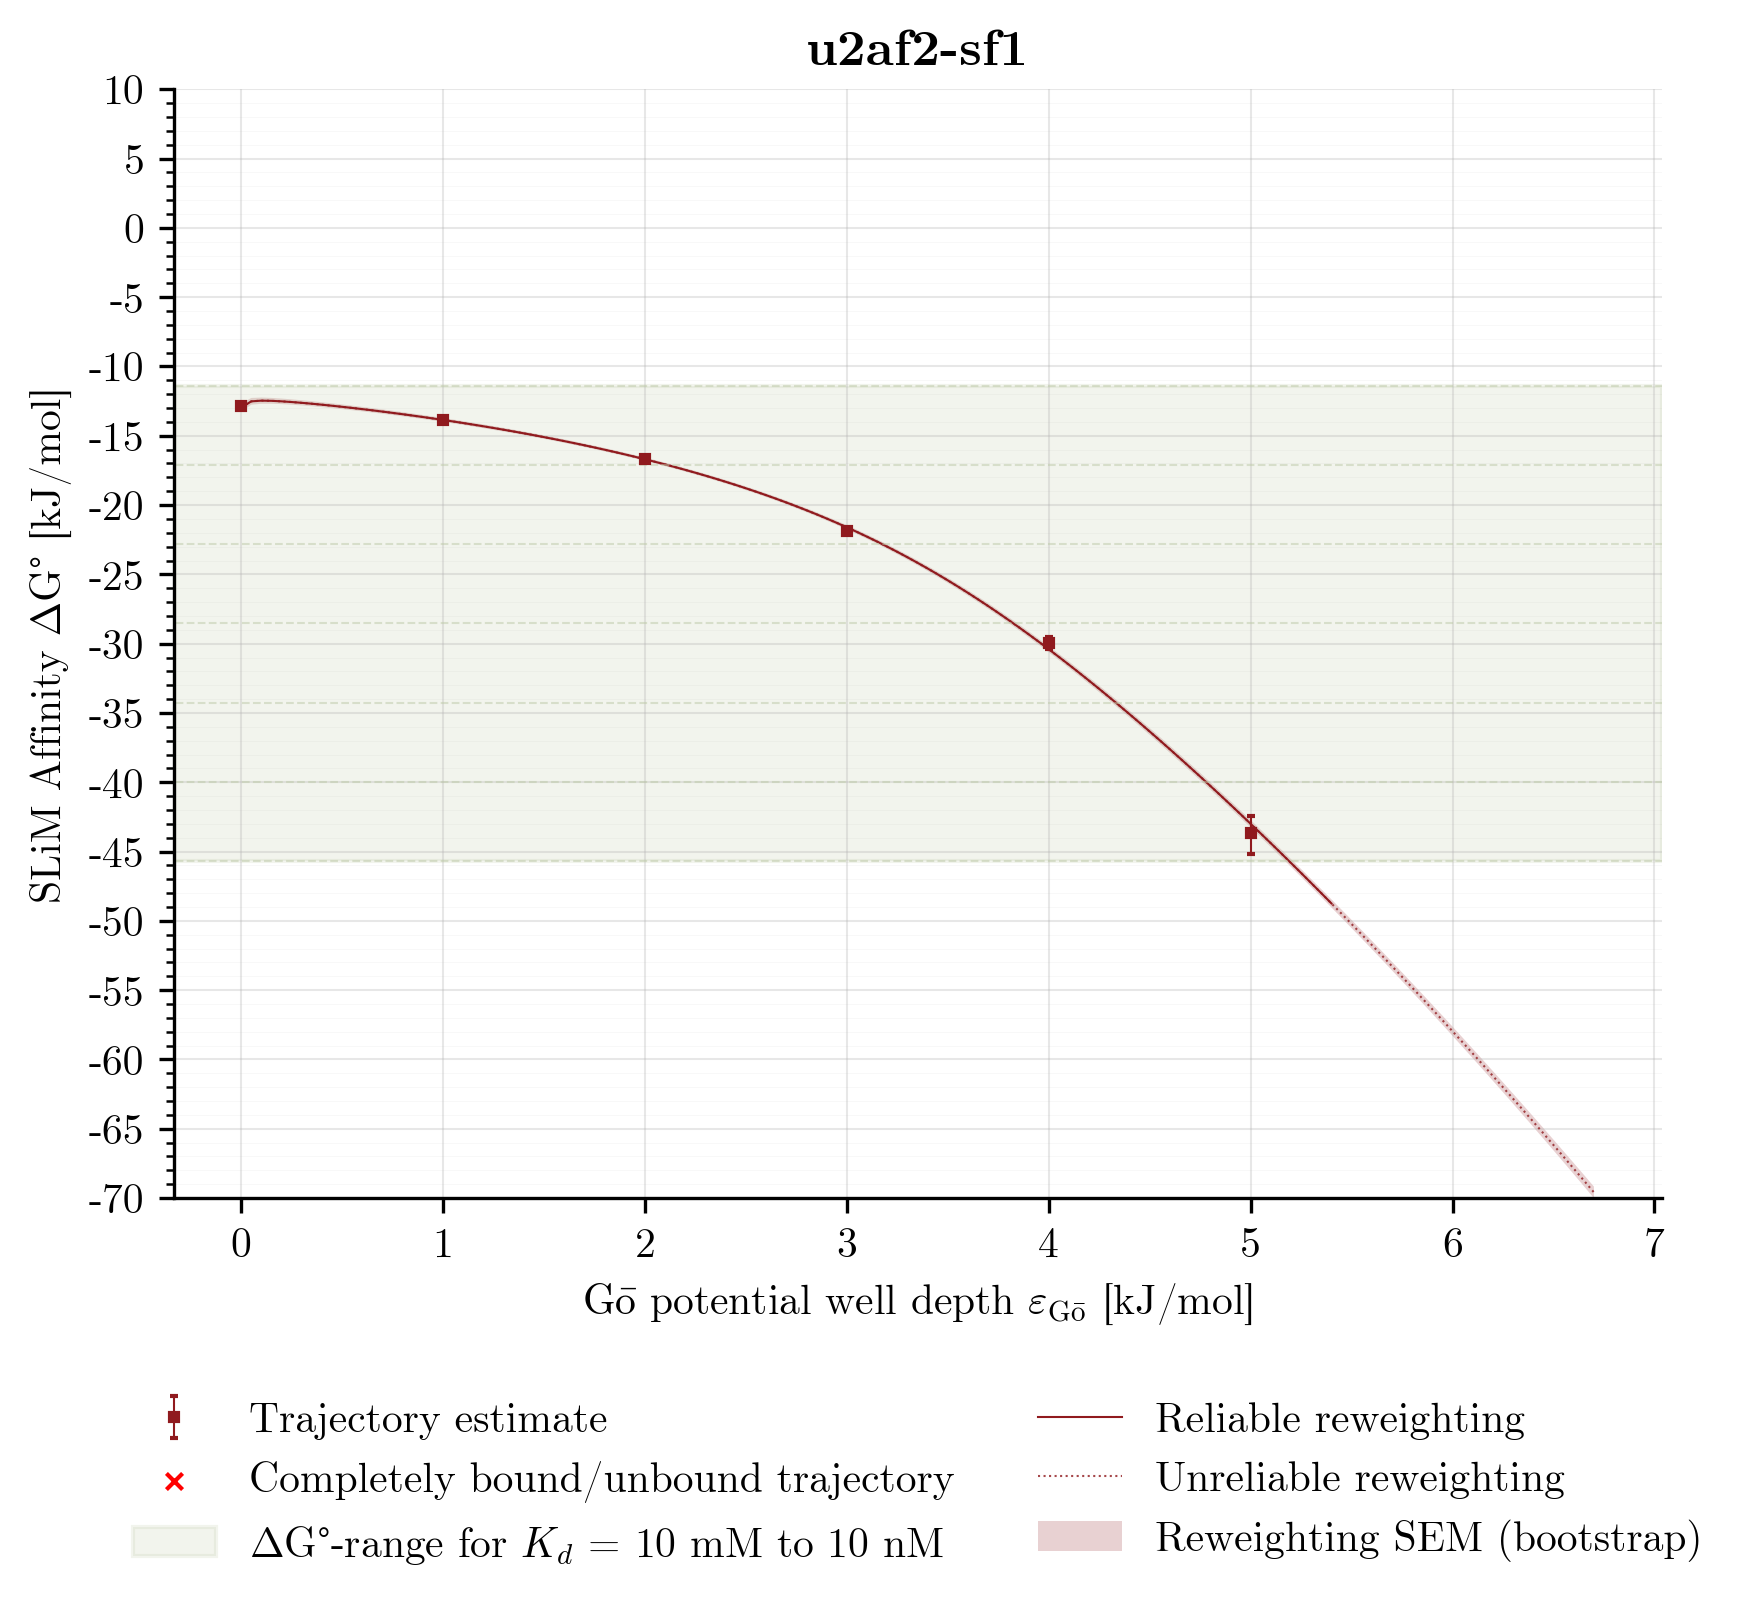 u2af2-sf1
10
5
0
-5
-10
-15
-20
-25
-30
-35
-40
-45
-50
-55
-60
-65
-70
SLiM Affinity ΔG° [kJ/mol]
0 1 2 3 4 5 6 7
Gō potential well depth ε_Gō [kJ/mol]
Trajectory estimate
Completely bound/unbound trajectory
ΔG°-range for K_d = 10 mM to 10 nM
Reliable reweighting
Unreliable reweighting
Reweighting SEM (bootstrap)